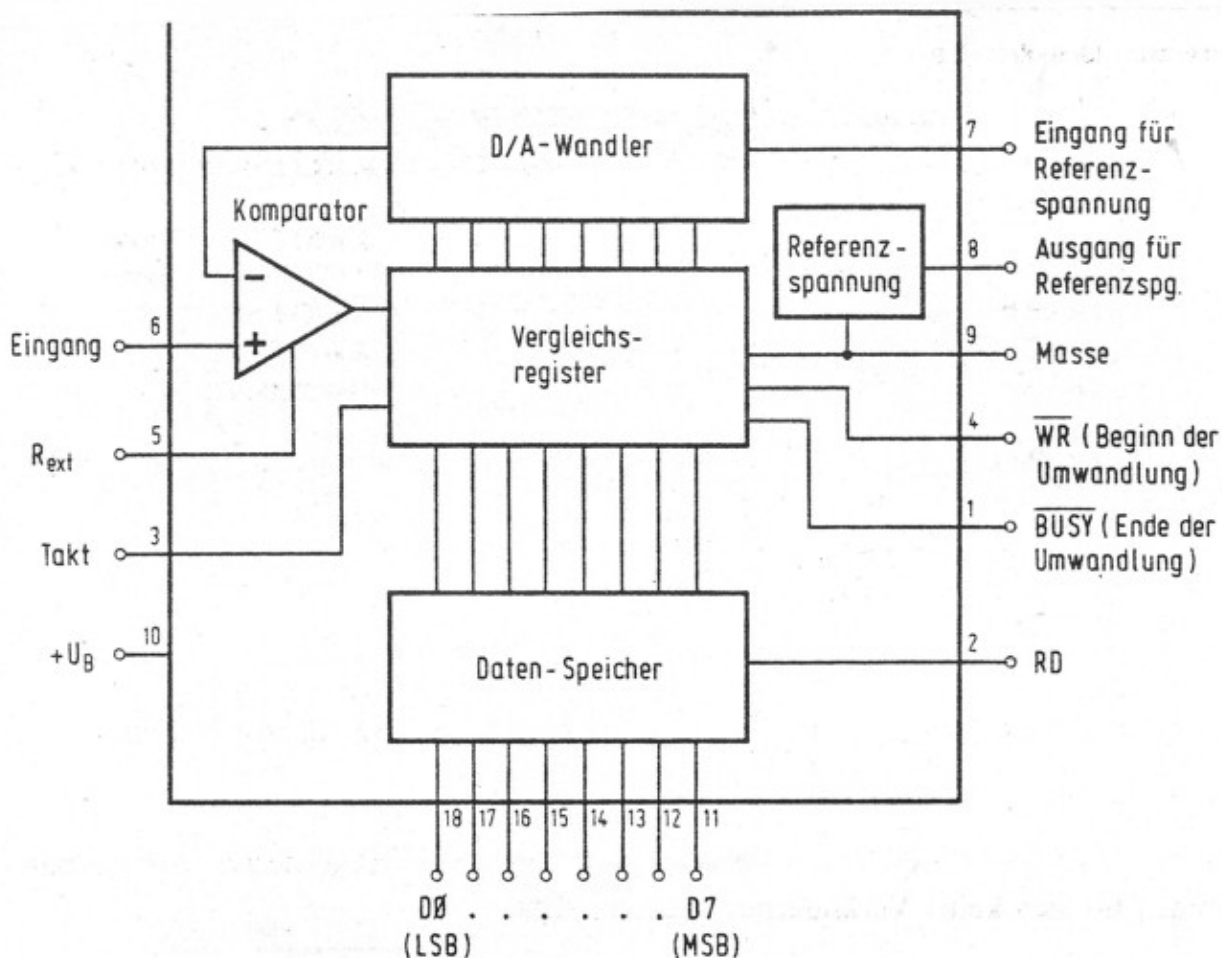 D/A-Wandler
7
Eingang für
Referenz-
spannung
Komparator
Referenz-
spannung
8
Ausgang für
Referenzspg.
−
+
Eingang
6
Vergleichs-
register
9
Masse
R_ext
5
4
W̅R̅ (Beginn der
Umwandlung)
Takt
3
1
B̅U̅S̅Y̅ (Ende der
Umwandlung)
+U_B
10
Daten-Speicher
2
RD
18 17 16 15 14 13 12 11
DØ . . . . . . D7
(LSB) (MSB)